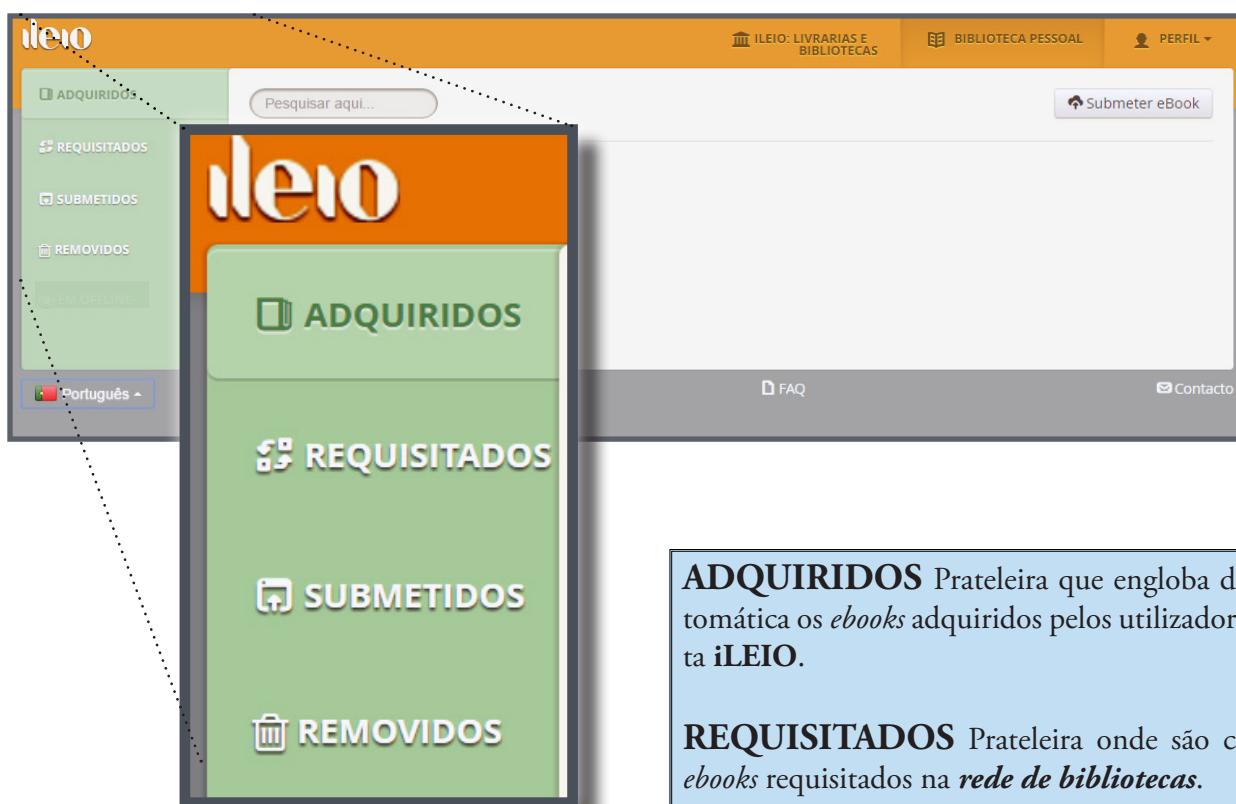 ileio
ILEIO: LIVRARIAS E
BIBLIOTECAS
BIBLIOTECA PESSOAL
PERFIL
ADQUIRIDOS
Pesquisar aqui...
Submeter eBook
REQUISITADOS
SUBMETIDOS
REMOVIDOS
EM OFFLINE
Português
FAQ
Contacto
ileio
ADQUIRIDOS
REQUISITADOS
SUBMETIDOS
REMOVIDOS
ADQUIRIDOS Prateleira que engloba d
tomática os ebooks adquiridos pelos utilizador
ta iLEIO.
REQUISITADOS Prateleira onde são c
ebooks requisitados na rede de bibliotecas.